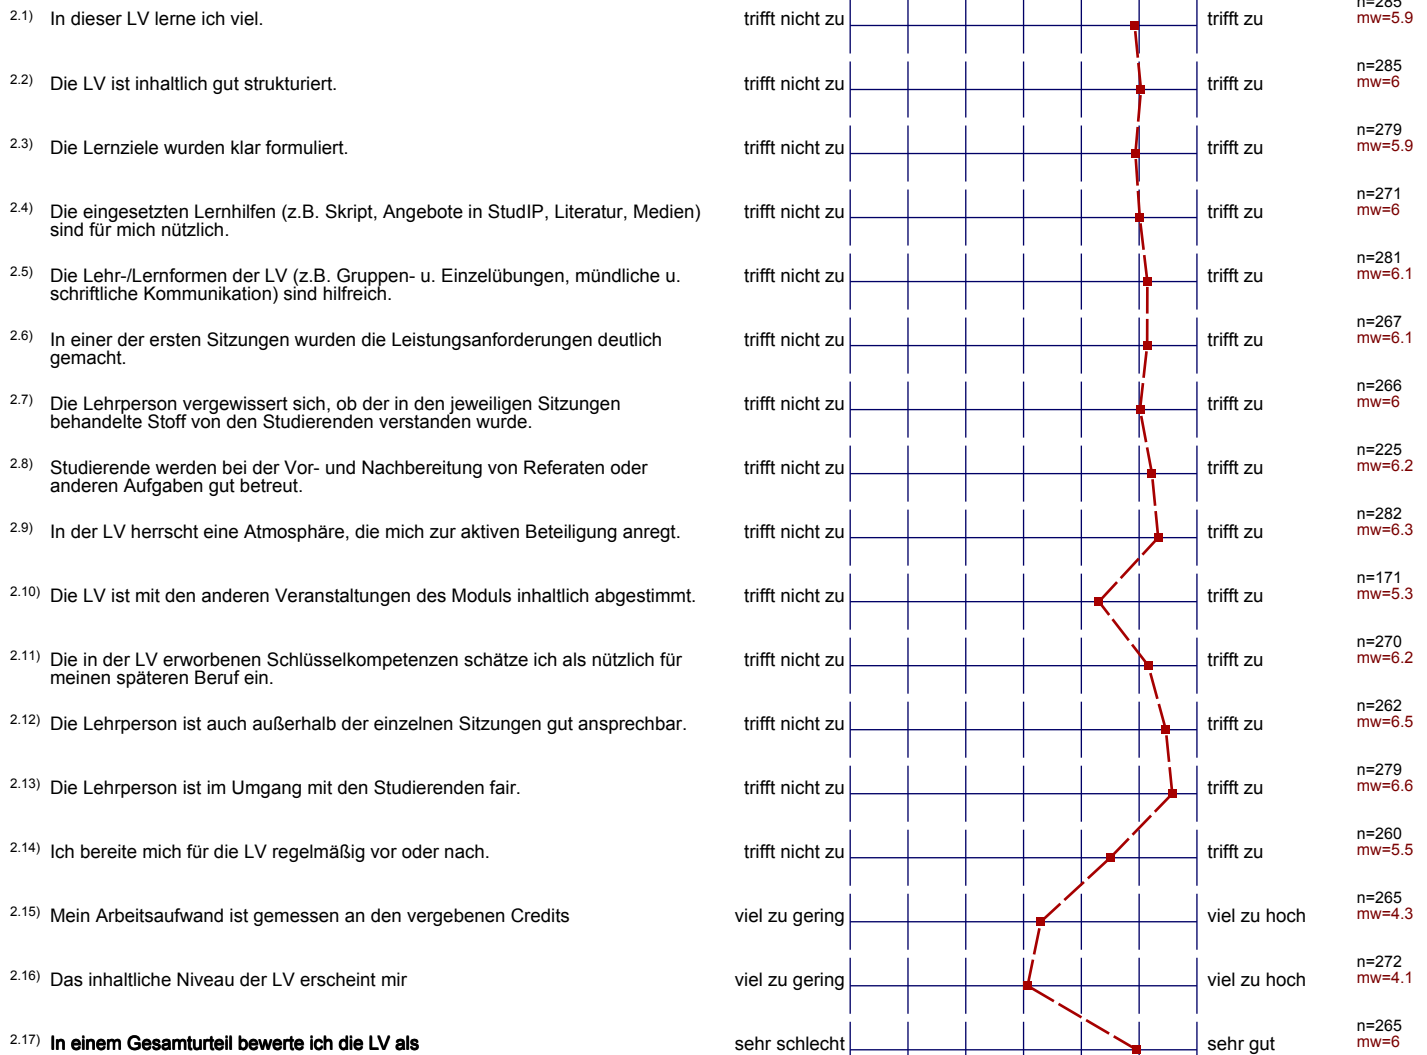 n=285
2.1) In dieser LV lerne ich viel. trifft nicht zu trifft zu mw=5.9
n=285
2.2) Die LV ist inhaltlich gut strukturiert. trifft nicht zu trifft zu mw=6
n=279
2.3) Die Lernziele wurden klar formuliert. trifft nicht zu trifft zu mw=5.9
n=271
2.4) Die eingesetzten Lernhilfen (z.B. Skript, Angebote in StudIP, Literatur, Medien) trifft nicht zu trifft zu mw=6
sind für mich nützlich.
n=281
2.5) Die Lehr-/Lernformen der LV (z.B. Gruppen- u. Einzelübungen, mündliche u. trifft nicht zu trifft zu mw=6.1
schriftliche Kommunikation) sind hilfreich.
n=267
2.6) In einer der ersten Sitzungen wurden die Leistungsanforderungen deutlich trifft nicht zu trifft zu mw=6.1
gemacht.
n=266
2.7) Die Lehrperson vergewissert sich, ob der in den jeweiligen Sitzungen trifft nicht zu trifft zu mw=6
behandelte Stoff von den Studierenden verstanden wurde.
n=225
2.8) Studierende werden bei der Vor- und Nachbereitung von Referaten oder trifft nicht zu trifft zu mw=6.2
anderen Aufgaben gut betreut.
n=282
2.9) In der LV herrscht eine Atmosphäre, die mich zur aktiven Beteiligung anregt. trifft nicht zu trifft zu mw=6.3
n=171
2.10) Die LV ist mit den anderen Veranstaltungen des Moduls inhaltlich abgestimmt. trifft nicht zu trifft zu mw=5.3
n=270
2.11) Die in der LV erworbenen Schlüsselkompetenzen schätze ich als nützlich für trifft nicht zu trifft zu mw=6.2
meinen späteren Beruf ein.
n=262
2.12) Die Lehrperson ist auch außerhalb der einzelnen Sitzungen gut ansprechbar. trifft nicht zu trifft zu mw=6.5
n=279
2.13) Die Lehrperson ist im Umgang mit den Studierenden fair. trifft nicht zu trifft zu mw=6.6
n=260
2.14) Ich bereite mich für die LV regelmäßig vor oder nach. trifft nicht zu trifft zu mw=5.5
n=265
2.15) Mein Arbeitsaufwand ist gemessen an den vergebenen Credits viel zu gering viel zu hoch mw=4.3
n=272
2.16) Das inhaltliche Niveau der LV erscheint mir viel zu gering viel zu hoch mw=4.1
n=265
2.17) In einem Gesamturteil bewerte ich die LV als sehr schlecht sehr gut mw=6